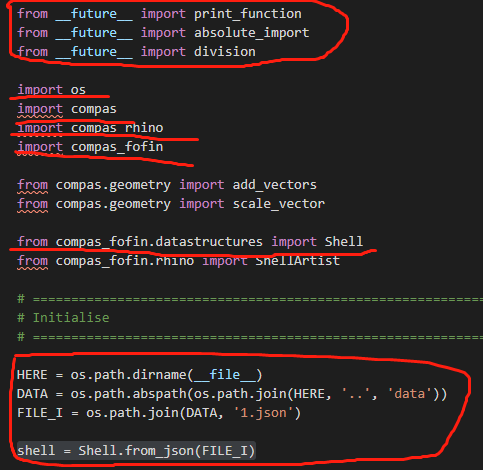 from __future__ import print_function
from __future__ import absolute_import
from __future__ import division
import os
import compas
import compas_rhino
import compas_fofin
from compas.geometry import add_vectors
from compas.geometry import scale_vector
from compas_fofin.datastructures import Shell
from compas_fofin.rhino import ShellArtist
# ==========================================================
# Initialise
# ==========================================================
HERE = os.path.dirname(__file__)
DATA = os.path.abspath(os.path.join(HERE, '..', 'data'))
FILE_I = os.path.join(DATA, '1.json')
shell = Shell.from_json(FILE_I)